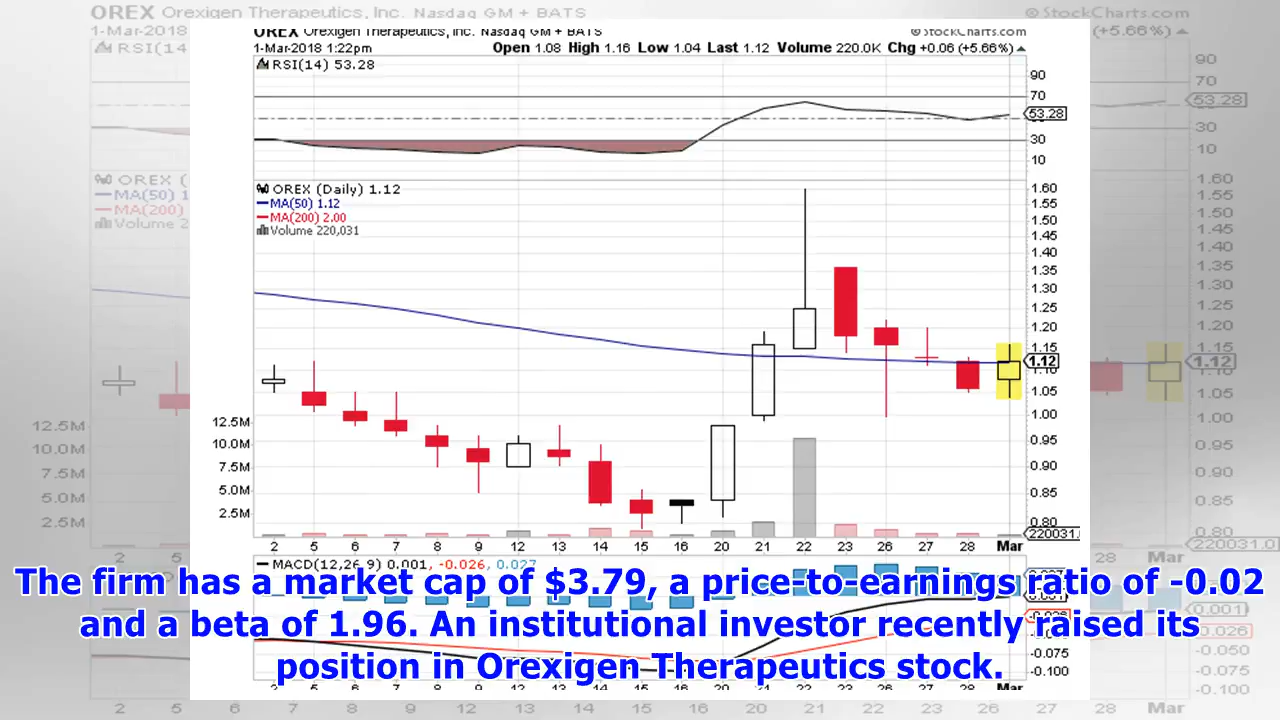 OREX Orexigen Therapeutics, Inc. Nasdaq GM + BATS
© StockCharts.com
1-Mar-2018 1:22pm
Open 1.08 High 1.16 Low 1.04 Last 1.12 Volume 220.0K Chg +0.06 (+5.66%)
RSI(14) 53.28
90
70
53.28
30
10
OREX (Daily) 1.12
MA(50) 1.12
MA(200) 2.00
Volume 220,031
1.60
1.55
1.50
1.45
1.40
1.35
1.30
1.25
1.20
1.15
1.12
1.10
1.05
1.00
0.95
0.90
0.85
0.80
12.5M
10.0M
7.5M
5.0M
2.5M
220031.0
2 5 6 7 8 9 12 13 14 15 16 20 21 22 23 26 27 28 Mar
MACD(12,26,9) 0.001, -0.026, 0.027
The firm has a market cap of $3.79, a price-to-earnings ratio of -0.02
and a beta of 1.96. An institutional investor recently raised its
position in Orexigen Therapeutics stock.
-0.075
-0.100